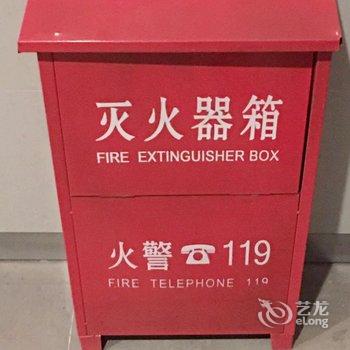 灭火器箱
FIRE EXTINGUISHER BOX
火警☎119
FIRE TELEPHONE 119
艺龙
eLong